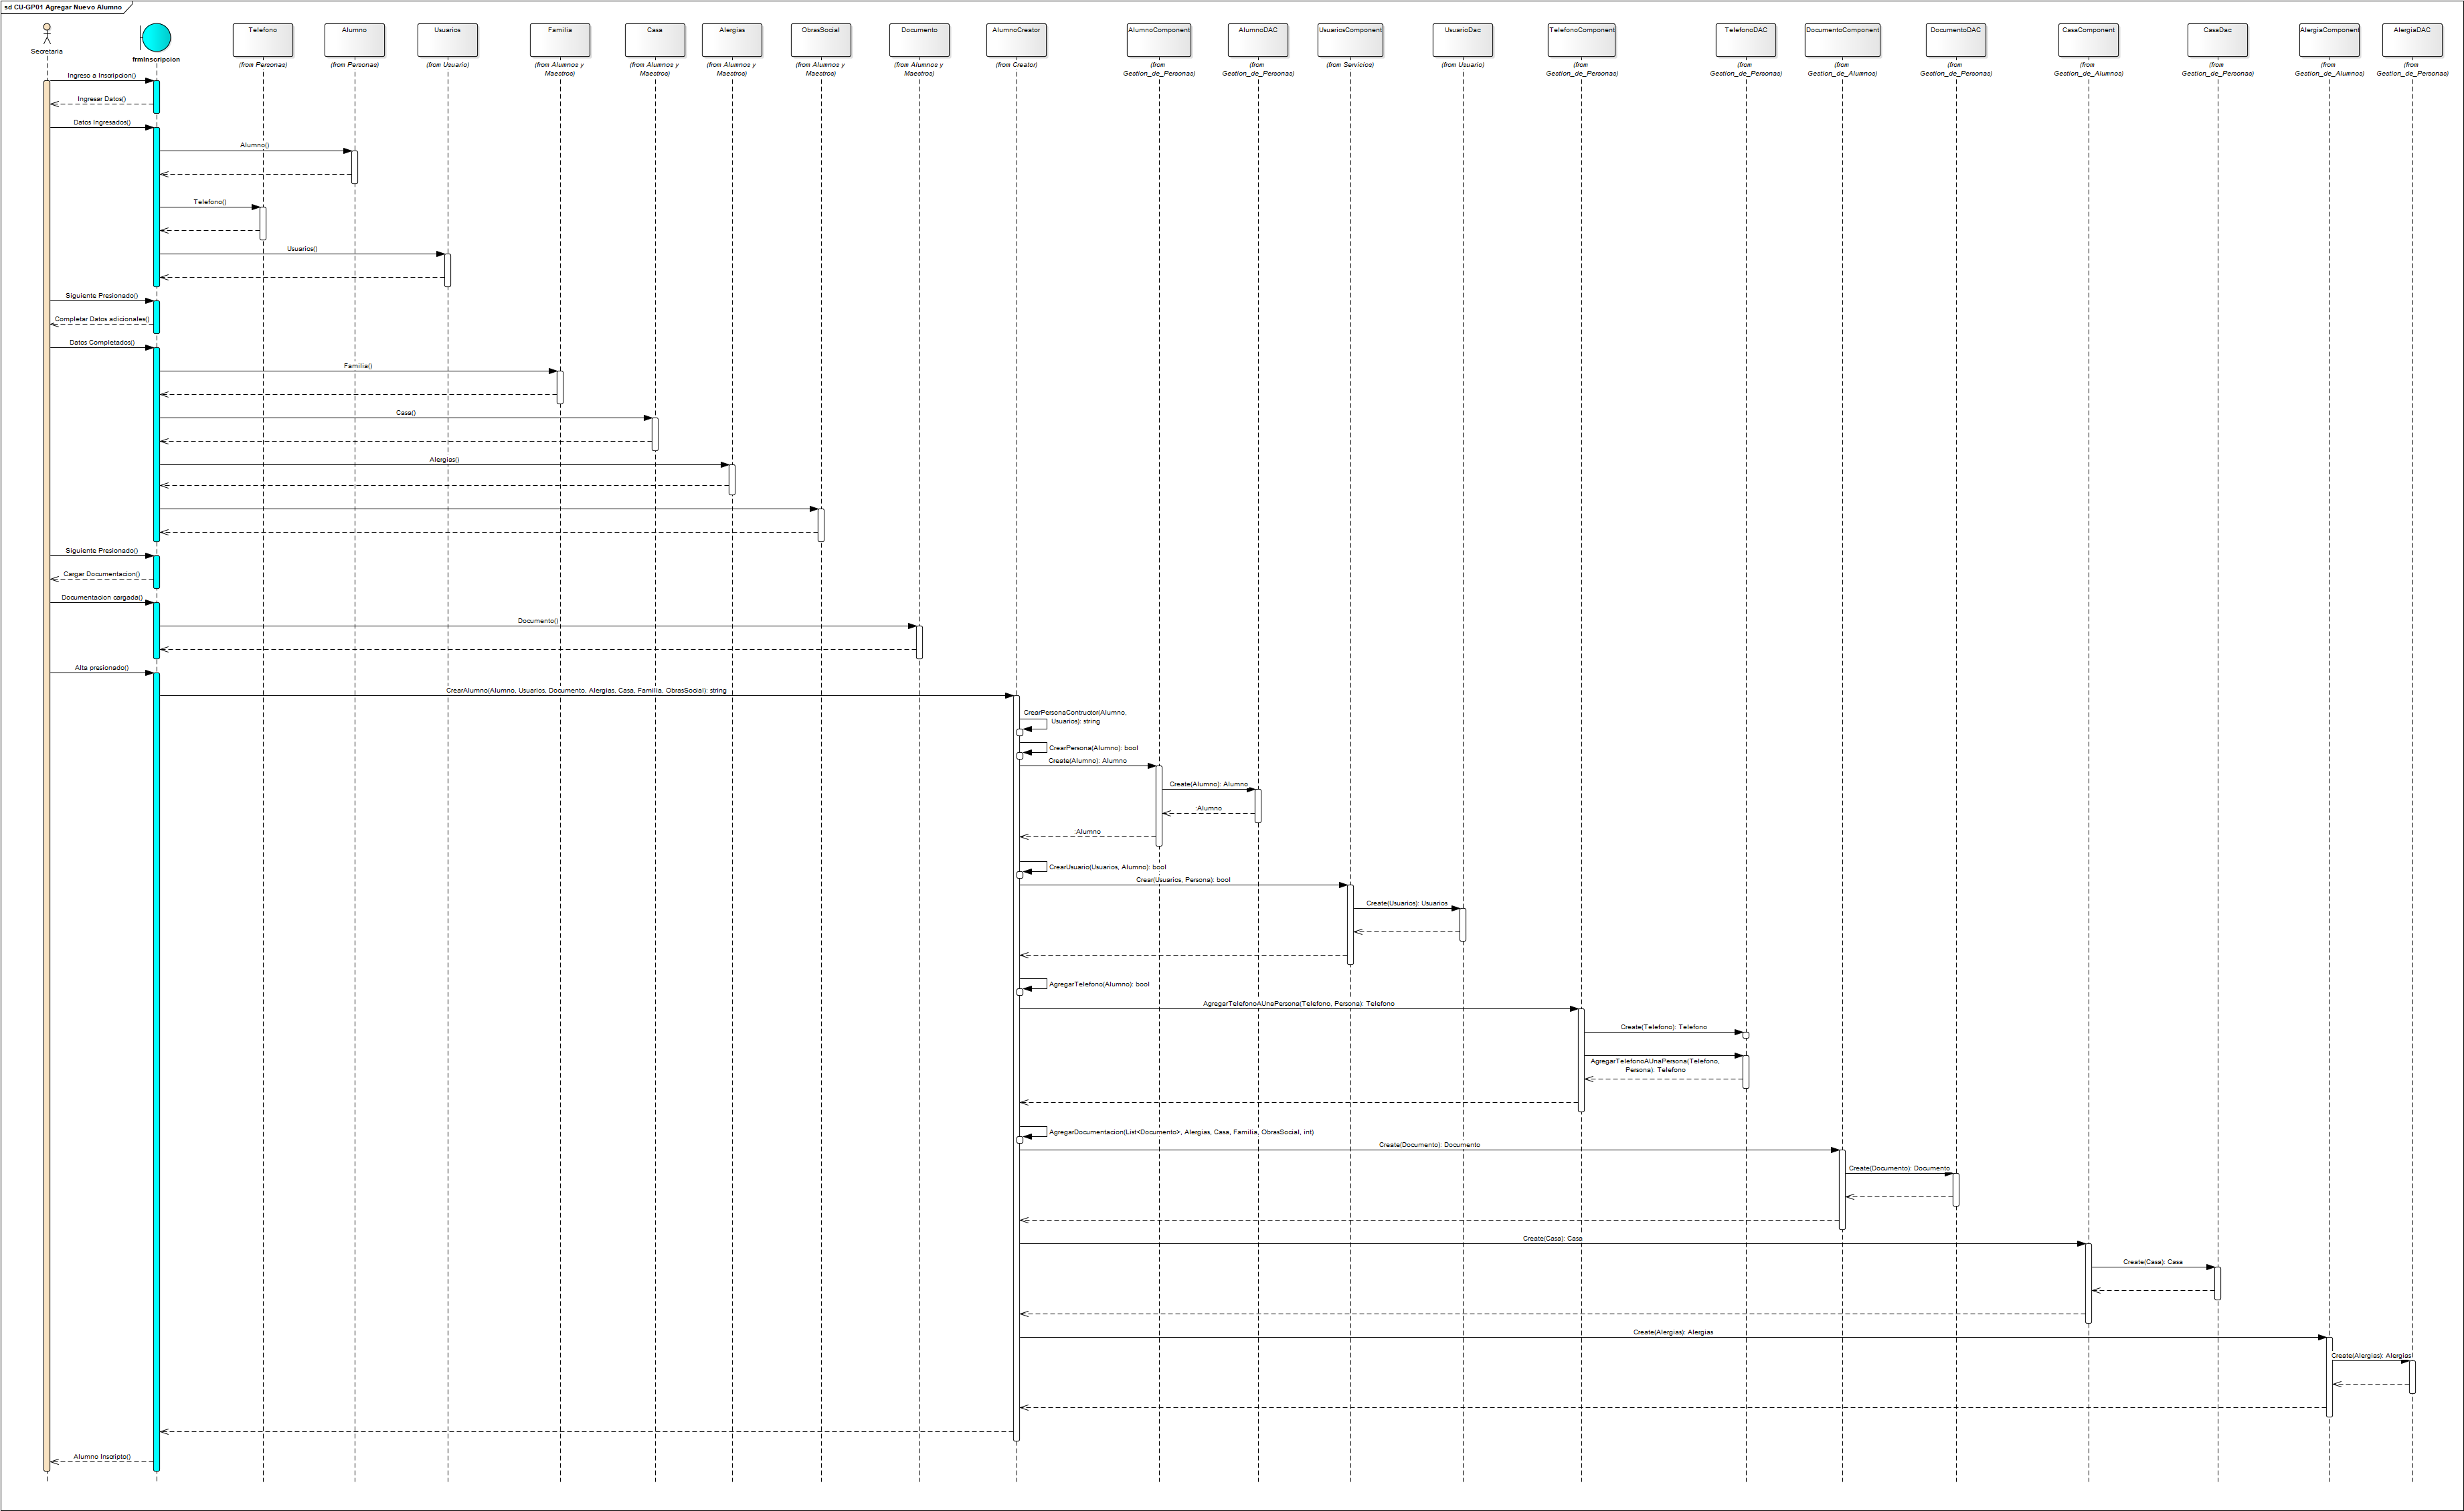 sd CU-GP01 Agregar Nuevo Alumno
Telefono
Alumno
Usuarios
Familia
Casa
Alergias
ObrasSocial
Documento
AlumnoCreator
AlumnoComponent
AlumnoDAC
UsuariosComponent
UsuarioDac
TelefonoComponent
TelefonoDAC
DocumentoComponent
DocumentoDAC
CasaComponent
CasaDac
AlergiaComponent
AlergiaDAC
Secretaria
frmInscripcion
(from Personas)
(from Personas)
(from Usuario)
(from Alumnos y
Maestros)
(from Alumnos y
Maestros)
(from Alumnos y
Maestros)
(from Alumnos y
Maestros)
(from Alumnos y
Maestros)
(from Creator)
(from
Gestion_de_Personas)
(from
Gestion_de_Personas)
(from Servicios)
(from Usuario)
(from
Gestion_de_Personas)
(from
Gestion_de_Personas)
(from
Gestion_de_Alumnos)
(from
Gestion_de_Personas)
(from
Gestion_de_Alumnos)
(from
Gestion_de_Personas)
(from
Gestion_de_Alumnos)
(from
Gestion_de_Personas)
Ingreso a Inscripcion()
Ingresar Datos()
Datos Ingresados()
Alumno()
Telefono()
Usuarios()
Siguiente Presionado()
Completar Datos adicionales()
Datos Completados()
Familia()
Casa()
Alergias()
Siguiente Presionado()
Cargar Documentacion()
Documentacion cargada()
Documento()
Alta presionado()
CrearAlumno(Alumno, Usuarios, Documento, Alergias, Casa, Familia, ObrasSocial): string
CrearPersonaContructor(Alumno,
Usuarios): string
CrearPersona(Alumno): bool
Create(Alumno): Alumno
Create(Alumno): Alumno
:Alumno
:Alumno
CrearUsuario(Usuarios, Alumno): bool
Crear(Usuarios, Persona): bool
Create(Usuarios): Usuarios
AgregarTelefono(Alumno): bool
AgregarTelefonoAUnaPersona(Telefono, Persona): Telefono
Create(Telefono): Telefono
AgregarTelefonoAUnaPersona(Telefono,
Persona): Telefono
AgregarDocumentacion(List<Documento>, Alergias, Casa, Familia, ObrasSocial, int)
Create(Documento): Documento
Create(Documento): Documento
Create(Casa): Casa
Create(Casa): Casa
Create(Alergias): Alergias
Create(Alergias): Alergias
Alumno Inscripto()